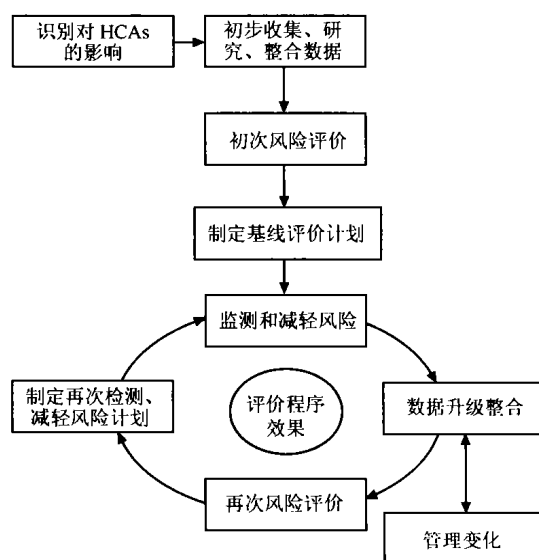 识别对 HCAs
的影响
初步收集、研
究、整合数据
初次风险评价
制定基线评价计划
监测和减轻风险
制定再次检测、
减轻风险计划
评价程序
效果
数据升级整合
再次风险评价
管理变化